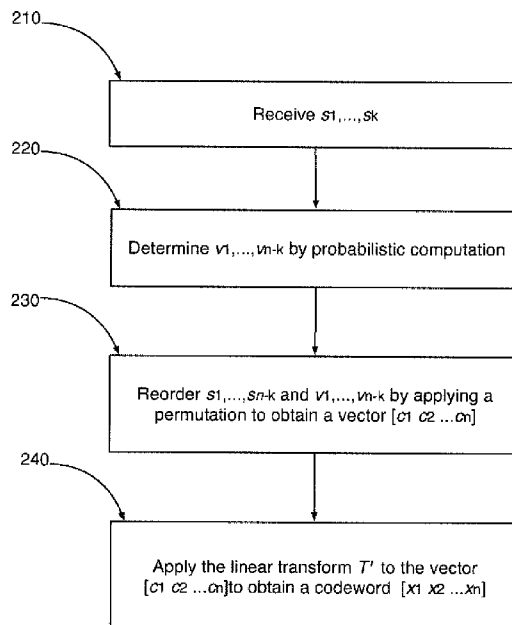 210
Receive s1,...,sk
220
Determine v1,...,vn-k by probabilistic computation
230
Reorder s1,...,sn-k and v1,...,vn-k by applying a
permutation to obtain a vector [c1 c2 ...cn]
240
Apply the linear transform T' to the vector
[c1 c2 ...cn]to obtain a codeword [x1 x2 ...xn]